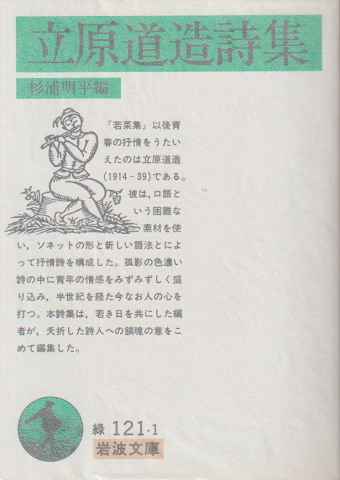 立原道造詩集
杉浦明平編
『若菜集』以後青
春の抒情をうたい
えたのは立原道造
(1914-39)である。
彼は,口語と
いう困難な
素材を使
い,ソネットの形と新しい語法とによ
って抒情詩を構成した。孤影の色濃い
詩の中に青年の情感をみずみずしく盛
り込み,半世紀を経た今なお人の心を
打つ。本詩集は,若き日を共にした編
者が,夭折した詩人への鎮魂の意をこ
めて編集した。
緑 121-1
岩波文庫